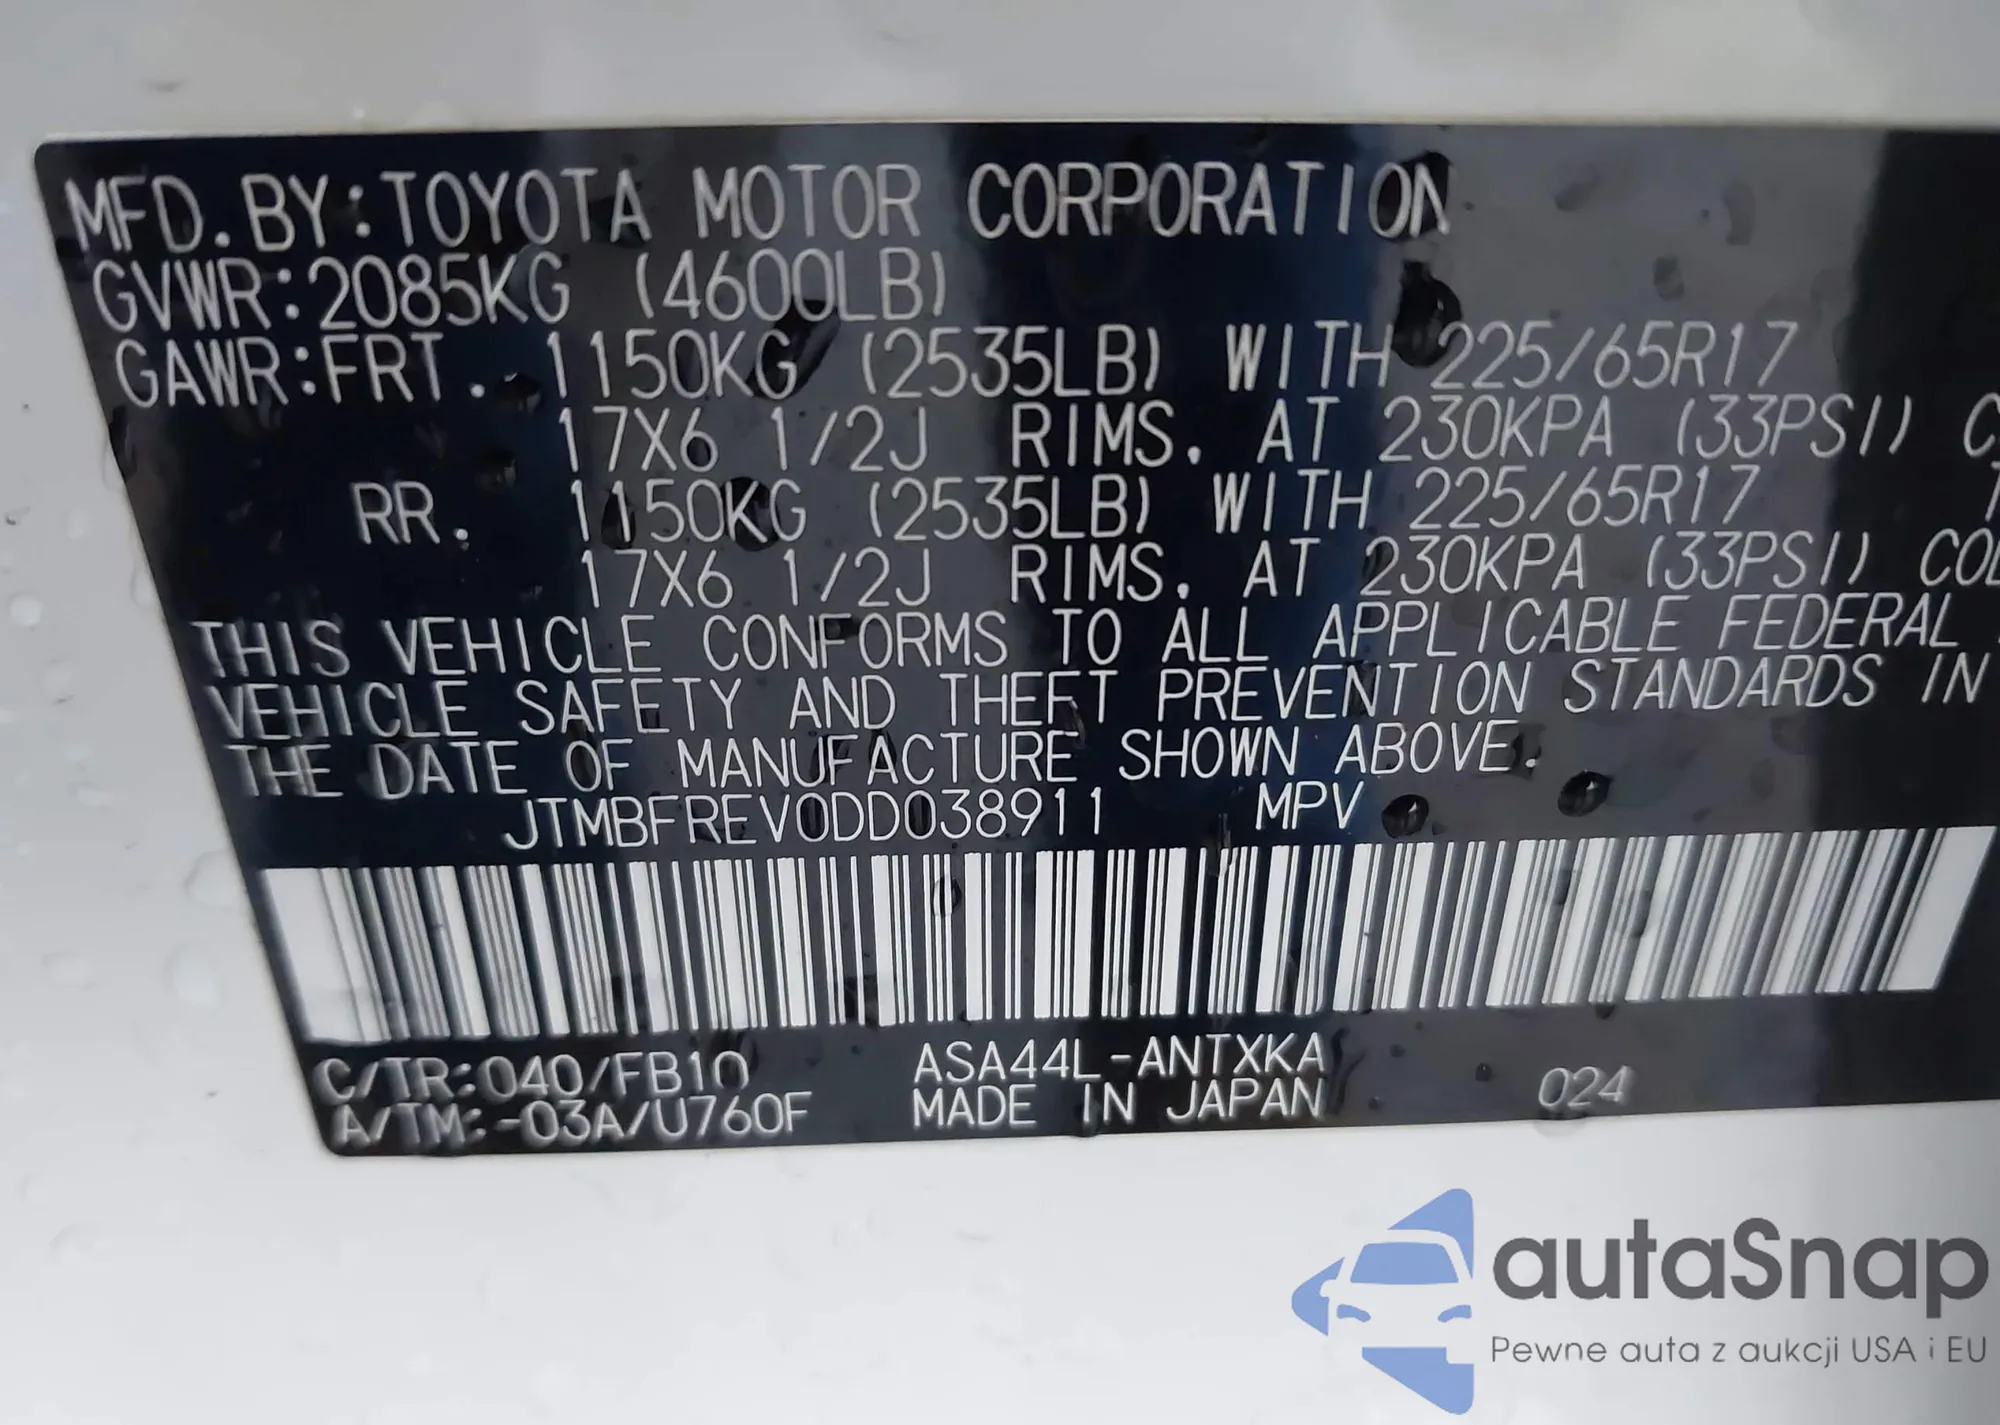 MFD. BY: TOYOTA MOTOR CORPORATION
GVWR: 2085KG (4600LB)
GAWR: FRT. 1150KG (2535LB) WITH 225/65R17
17X6 1/2J RIMS. AT 230KPA (33PSI) C
RR. 1150KG (2535LB) WITH 225/65R17
17X6 1/2J RIMS. AT 230KPA (33PSI) COL
THIS VEHICLE CONFORMS TO ALL APPLICABLE FEDERAL
VEHICLE SAFETY AND THEFT PREVENTION STANDARDS IN
THE DATE OF MANUFACTURE SHOWN ABOVE.
JTMBFREV0DD038911 MPV
C/TR: 040/FB10 ASA44L-ANTXKA 024
A/TM: -03A/U760F MADE IN JAPAN
autaSnap
Pewne auta z aukcji USA i EU